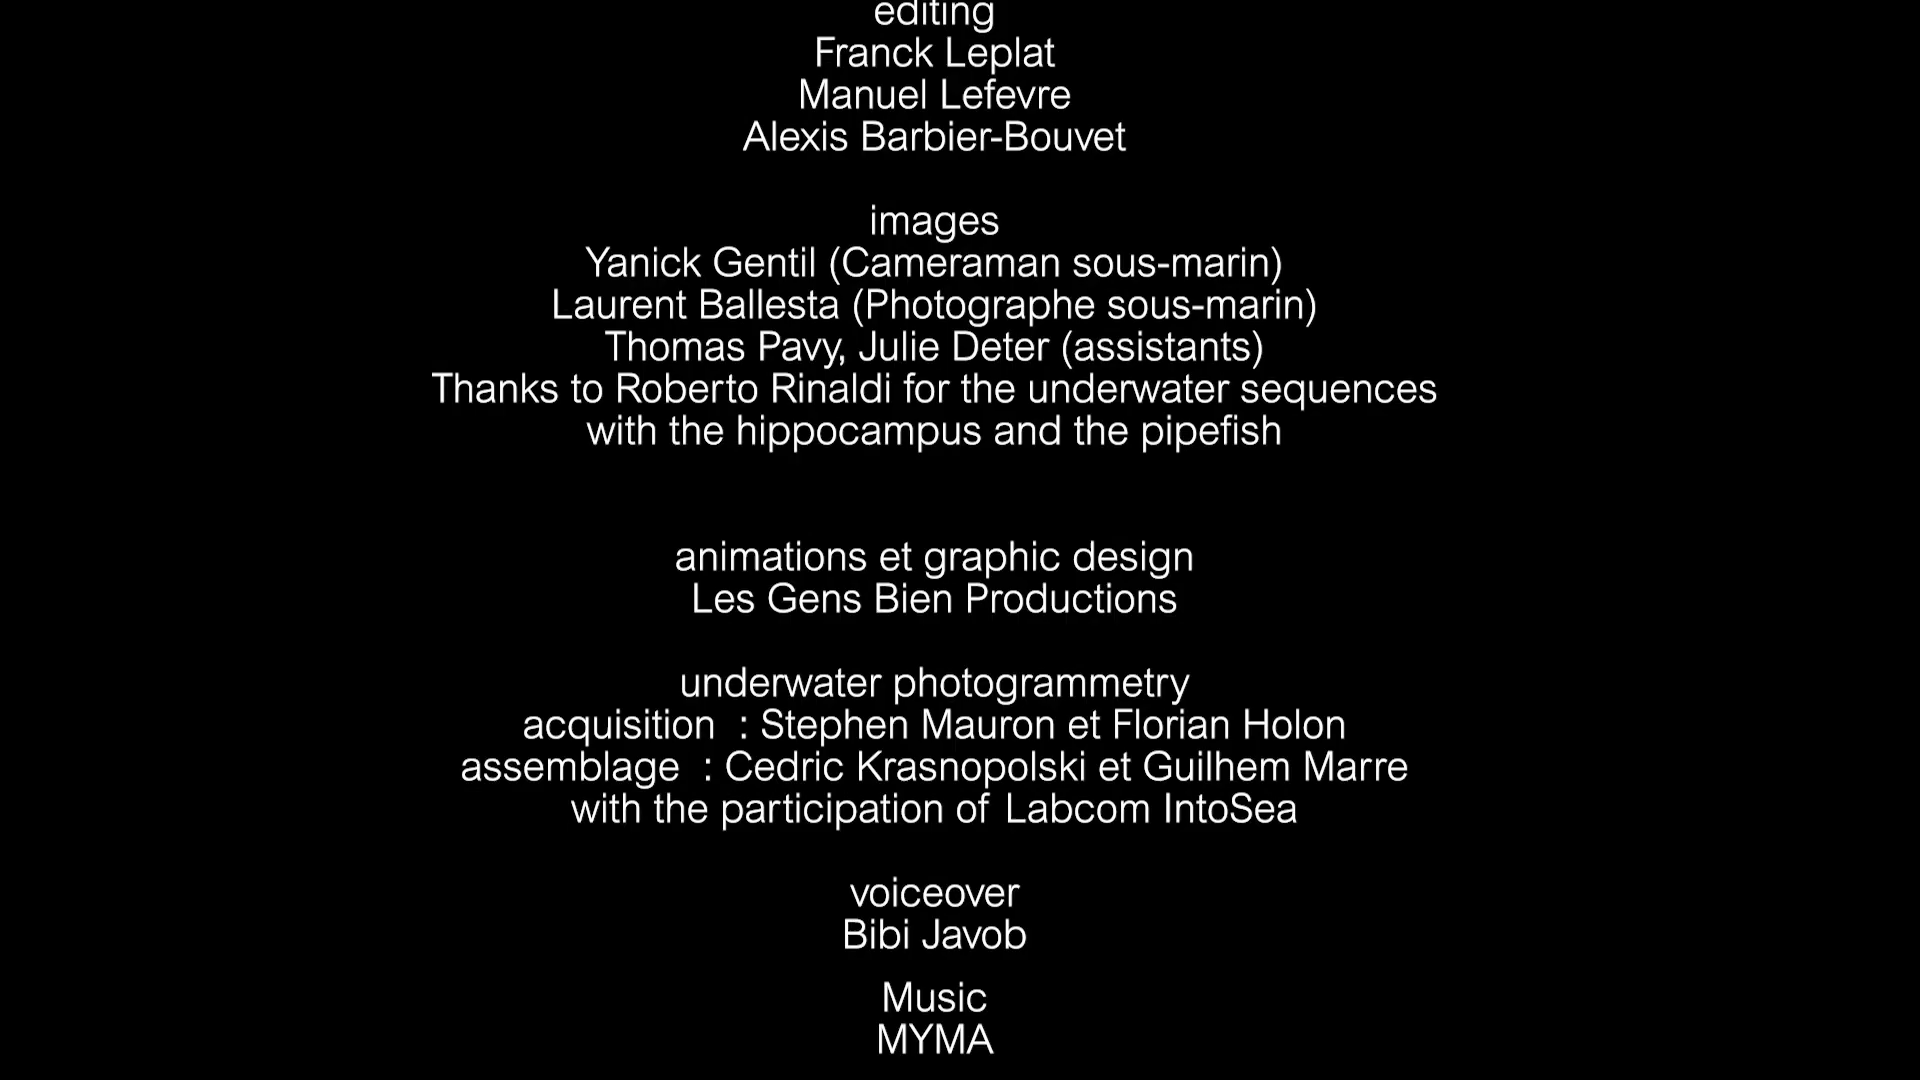 editing
Franck Leplat
Manuel Lefevre
Alexis Barbier-Bouvet
images
Yanick Gentil (Cameraman sous-marin)
Laurent Ballesta (Photographe sous-marin)
Thomas Pavy, Julie Deter (assistants)
Thanks to Roberto Rinaldi for the underwater sequences
with the hippocampus and the pipefish
animations et graphic design
Les Gens Bien Productions
underwater photogrammetry
acquisition  : Stephen Mauron et Florian Holon
assemblage  : Cedric Krasnopolski et Guilhem Marre
with the participation of Labcom IntoSea
voiceover
Bibi Javob
Music
MYMA